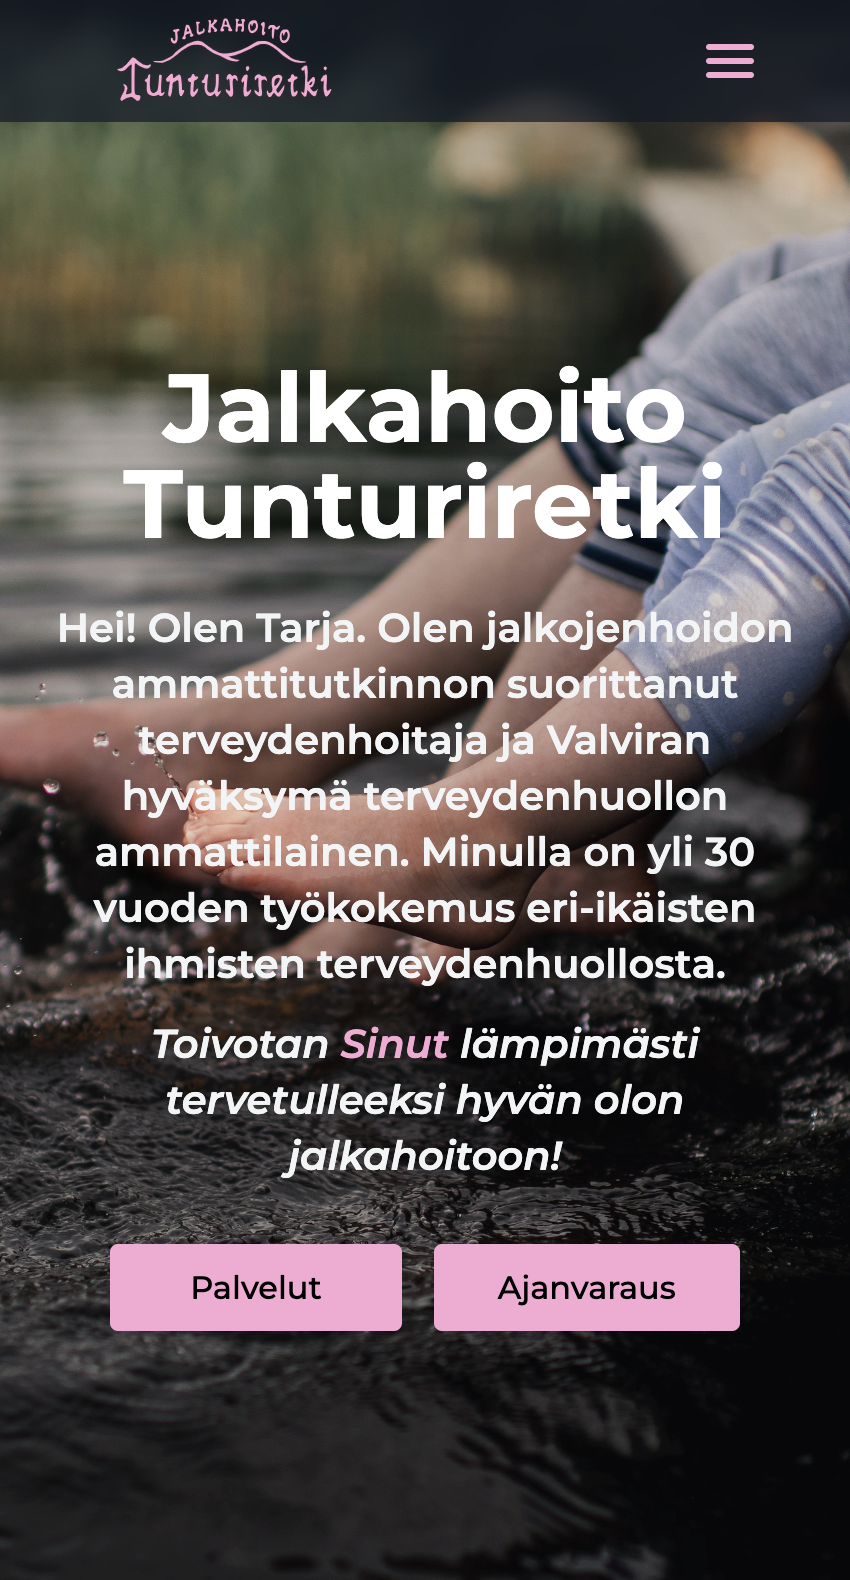 JALKAHOITO
Tunturiretki
Jalkahoito
Tunturiretki
Hei! Olen Tarja. Olen jalkojenhoidon
ammattitutkinnon suorittanut
terveydenhoitaja ja Valviran
hyväksymä terveydenhuollon
ammattilainen. Minulla on yli 30
vuoden työkokemus eri-ikäisten
ihmisten terveydenhuollosta.
Toivotan Sinut lämpimästi
tervetulleeksi hyvän olon
jalkahoitoon!
Palvelut Ajanvaraus